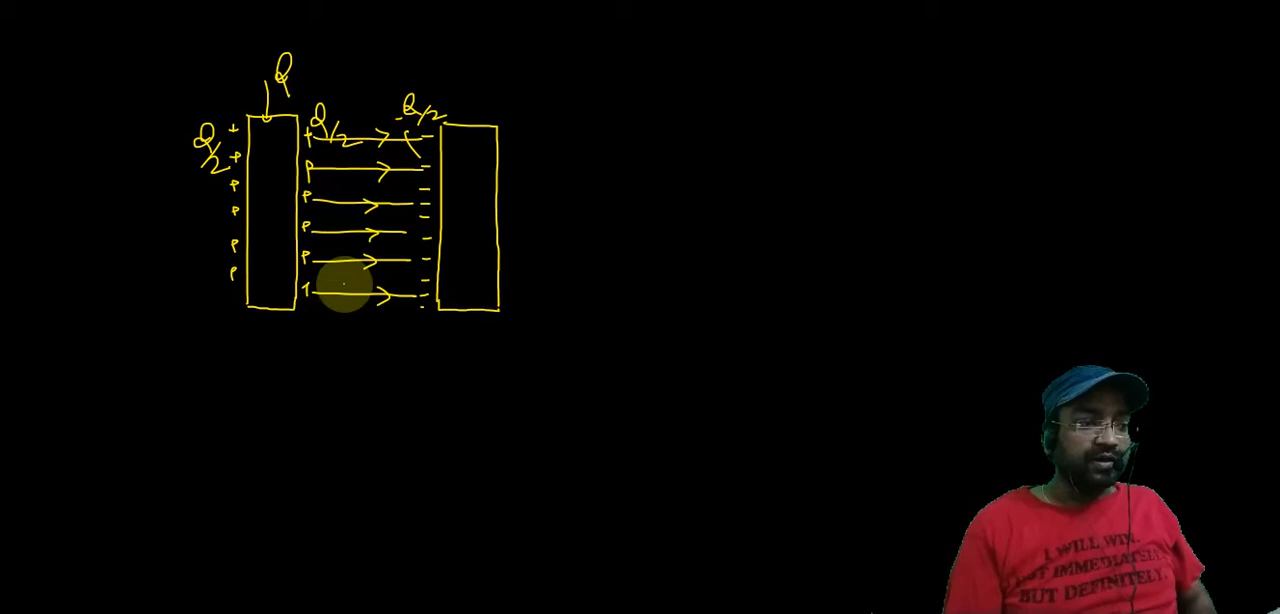 Q
Q/2
Q/2
-Q/2
I WILL WIN.
NOT IMMEDIATELY
BUT DEFINITELY.